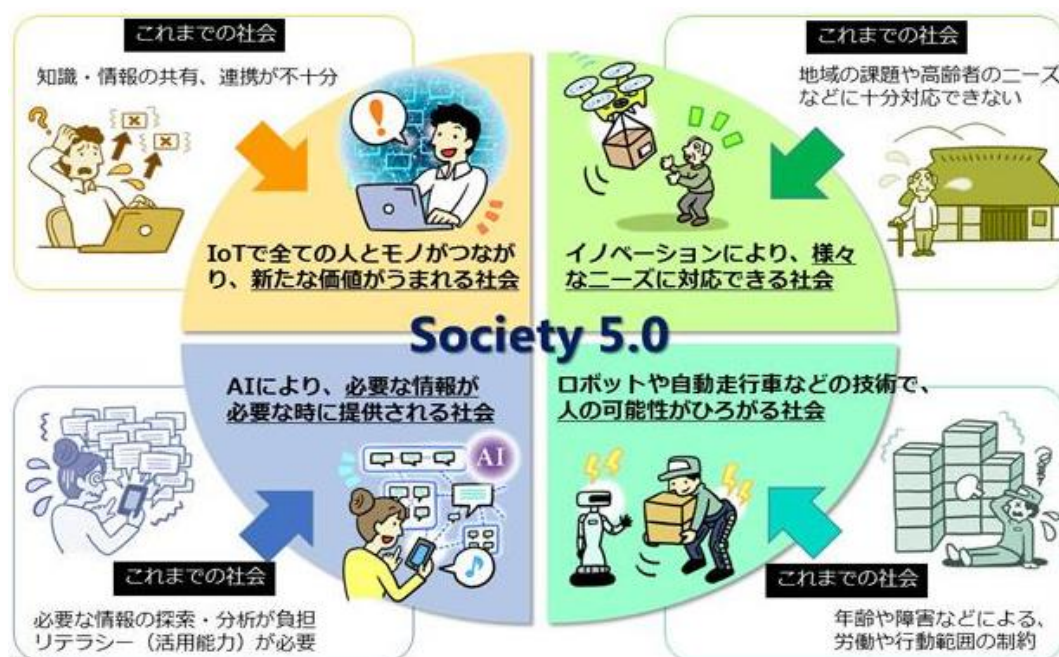 これまでの社会
知識・情報の共有、連携が不十分
IoTで全ての人とモノがつなが
り、新たな価値がうまれる社会
これまでの社会
地域の課題や高齢者のニーズ
などに十分対応できない
イノベーションにより、様々
なニーズに対応できる社会
Society 5.0
AIにより、必要な情報が
必要な時に提供される社会
AI
これまでの社会
必要な情報の探索・分析が負担
リテラシー（活用能力）が必要
ロボットや自動走行車などの技術で、
人の可能性がひろがる社会
これまでの社会
年齢や障害などによる、
労働や行動範囲の制約